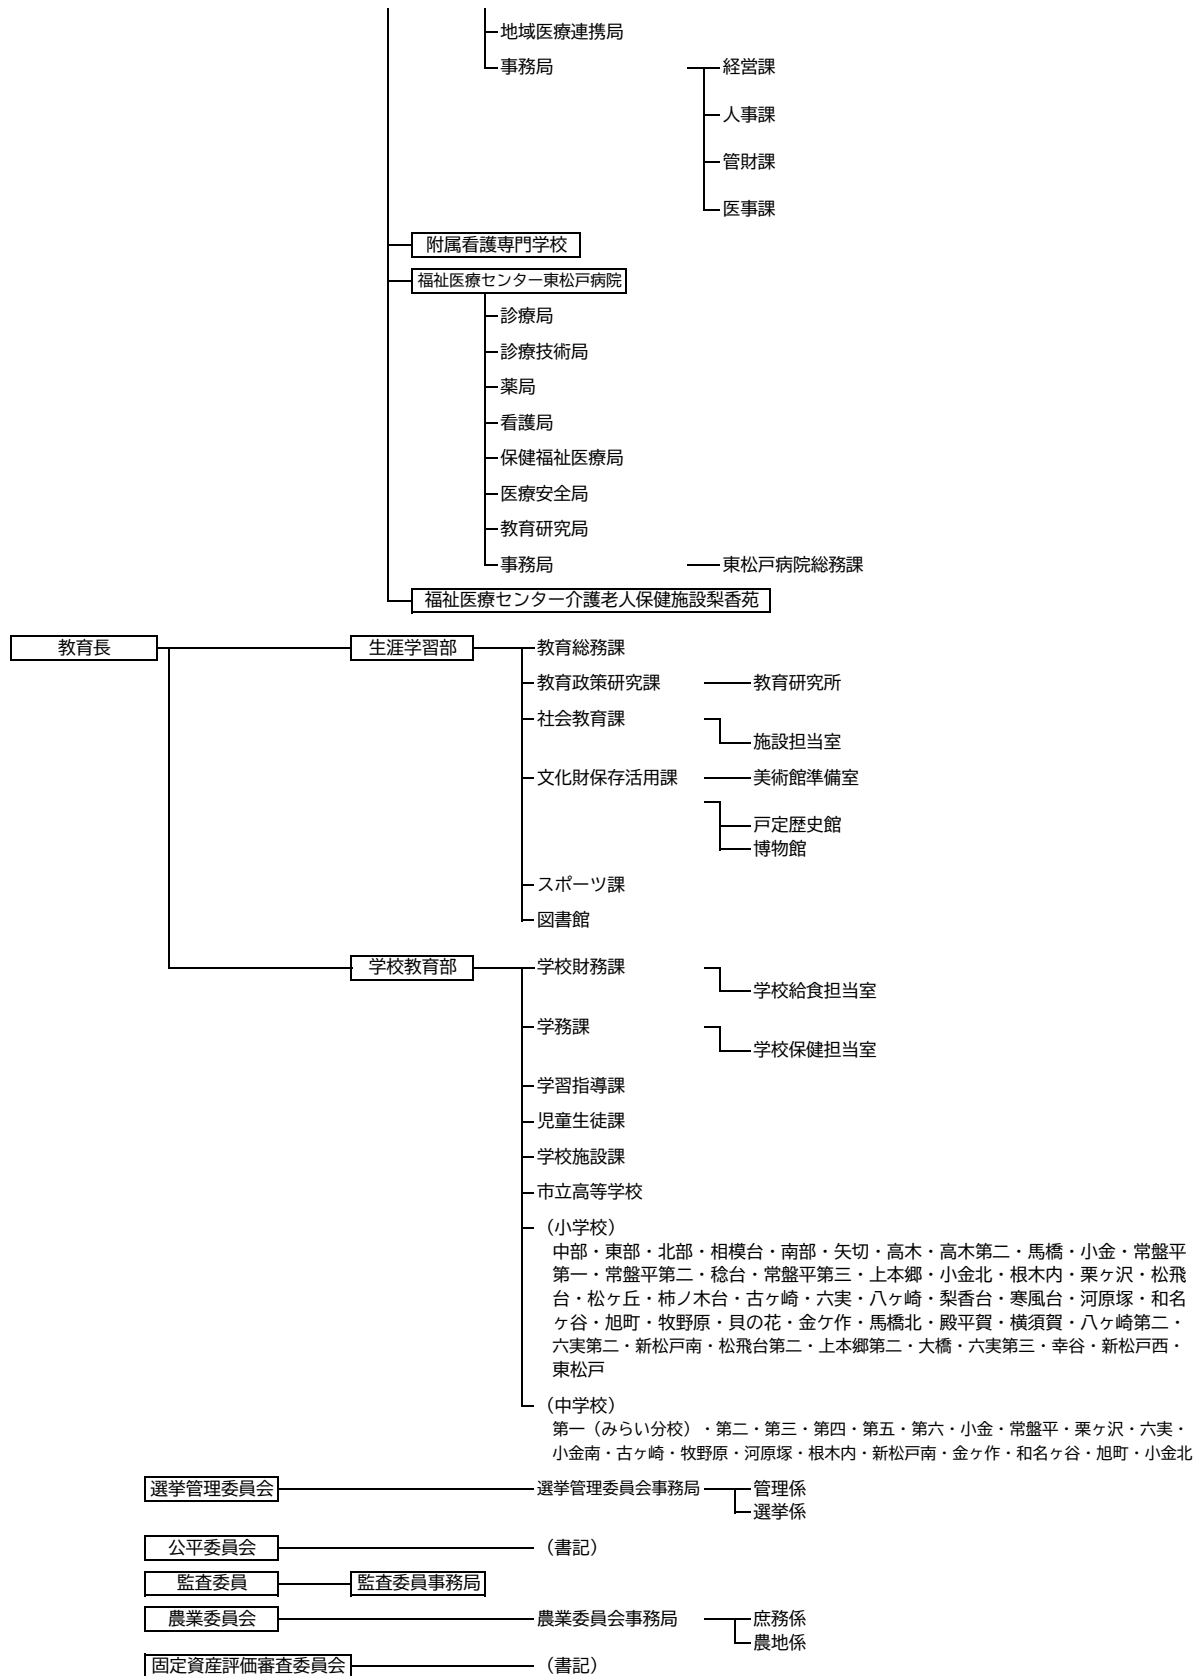 地域医療連携局
事務局 経営課
人事課
管財課
医事課
附属看護専門学校
福祉医療センター東松戸病院
診療局
診療技術局
薬局
看護局
保健福祉医療局
医療安全局
教育研究局
事務局 東松戸病院総務課
福祉医療センター介護老人保健施設梨香苑
教育長 生涯学習部 教育総務課
教育政策研究課 教育研究所
社会教育課
施設担当室
文化財保存活用課 美術館準備室
戸定歴史館
博物館
スポーツ課
図書館
学校教育部 学校財務課
学校給食担当室
学務課
学校保健担当室
学習指導課
児童生徒課
学校施設課
市立高等学校
（小学校）
中部・東部・北部・相模台・南部・矢切・高木・高木第二・馬橋・小金・常盤平
第一・常盤平第二・稔台・常盤平第三・上本郷・小金北・根木内・栗ヶ沢・松飛
台・松ヶ丘・柿ノ木台・古ヶ崎・六実・八ヶ崎・梨香台・寒風台・河原塚・和名
ヶ谷・旭町・牧野原・貝の花・金ケ作・馬橋北・殿平賀・横須賀・八ヶ崎第二・
六実第二・新松戸南・松飛台第二・上本郷第二・大橋・六実第三・幸谷・新松戸西・
東松戸
（中学校）
第一（みらい分校）・第二・第三・第四・第五・第六・小金・常盤平・栗ヶ沢・六実・
小金南・古ヶ崎・牧野原・河原塚・根木内・新松戸南・金ヶ作・和名ヶ谷・旭町・小金北
選挙管理委員会 選挙管理委員会事務局 管理係
選挙係
公平委員会 （書記）
監査委員 監査委員事務局
農業委員会 農業委員会事務局 庶務係
農地係
固定資産評価審査委員会 （書記）